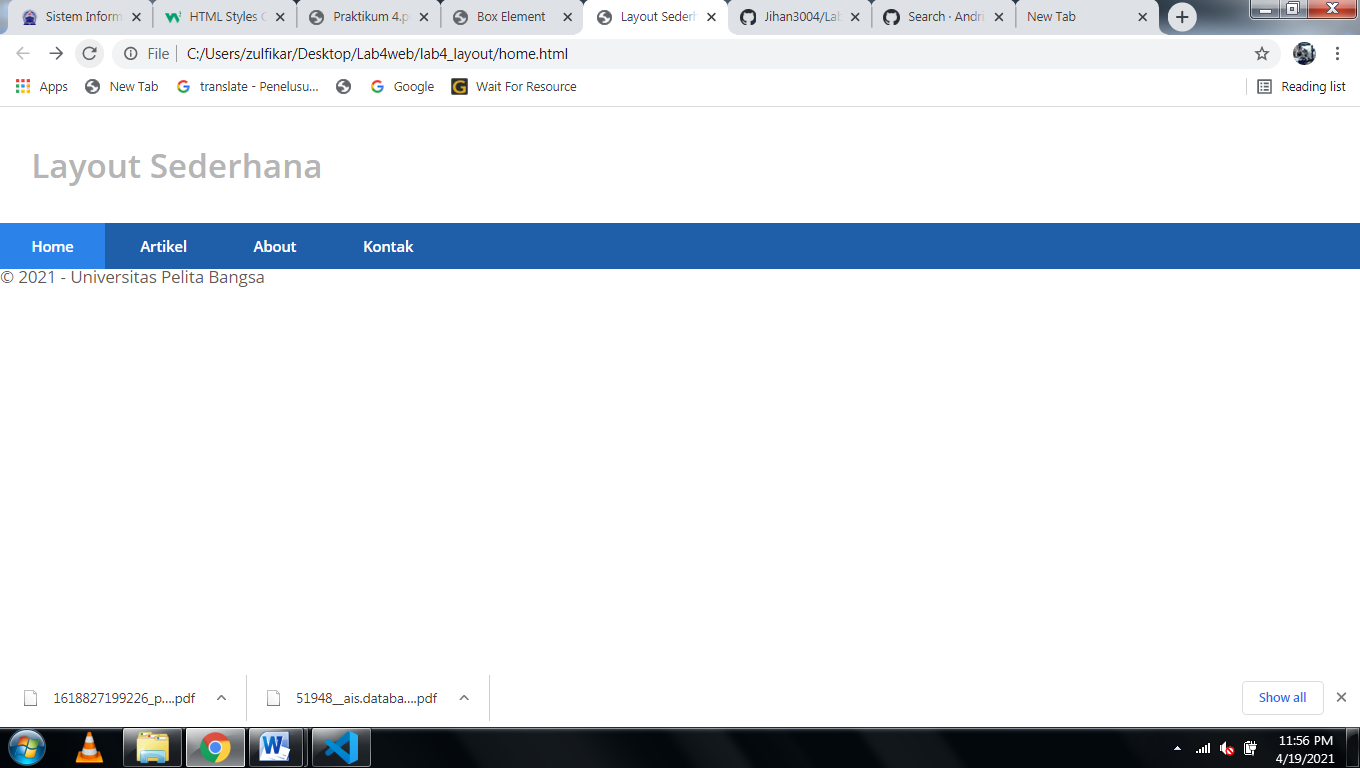 Sistem Inform
HTML Styles C
Praktikum 4.p
Box Element
Layout Sederh
Jihan3004/Lab
Search · Andri
New Tab
File
C:/Users/zulfikar/Desktop/Lab4web/lab4_layout/home.html
Apps
New Tab
translate - Penelusu...
Google
Wait For Resource
Reading list
Layout Sederhana
Home
Artikel
About
Kontak
© 2021 - Universitas Pelita Bangsa
1618827199226_p....pdf
51948__ais.databa....pdf
Show all
11:56 PM
4/19/2021